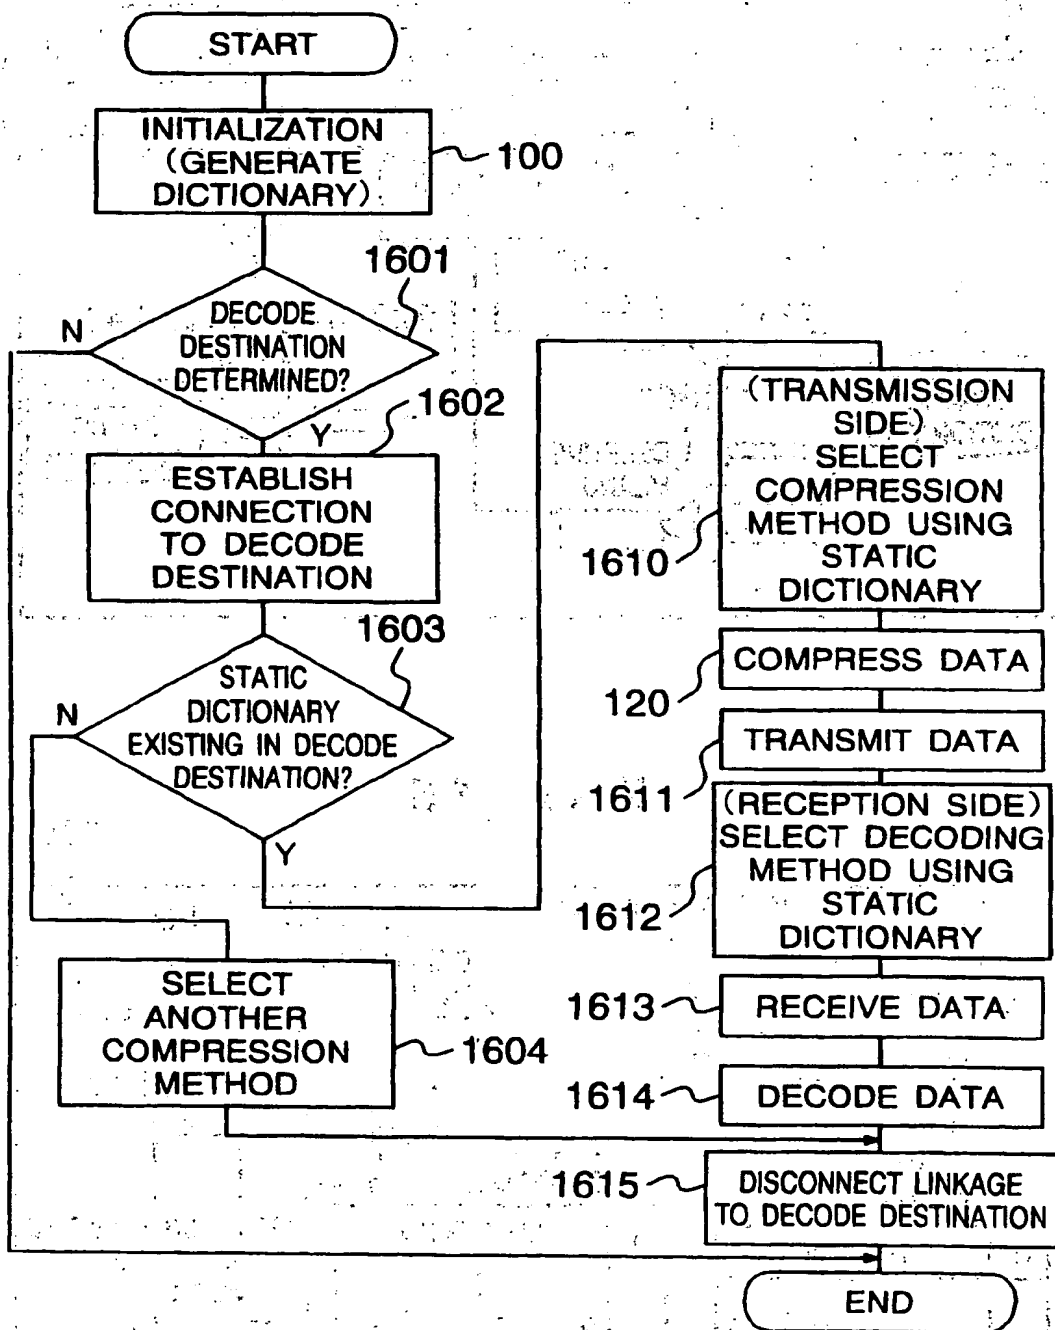 START
INITIALIZATION
(GENERATE
DICTIONARY)
100
1601
DECODE
DESTINATION
DETERMINED?
N
Y
1602
ESTABLISH
CONNECTION
TO DECODE
DESTINATION
1603
STATIC
DICTIONARY
EXISTING IN DECODE
DESTINATION?
N
Y
SELECT
ANOTHER
COMPRESSION
METHOD
1604
(TRANSMISSION
SIDE)
SELECT
COMPRESSION
METHOD USING
STATIC
DICTIONARY
1610
COMPRESS DATA
120
TRANSMIT DATA
1611
(RECEPTION SIDE)
SELECT DECODING
METHOD USING
STATIC
DICTIONARY
1612
RECEIVE DATA
1613
DECODE DATA
1614
DISCONNECT LINKAGE
TO DECODE DESTINATION
1615
END